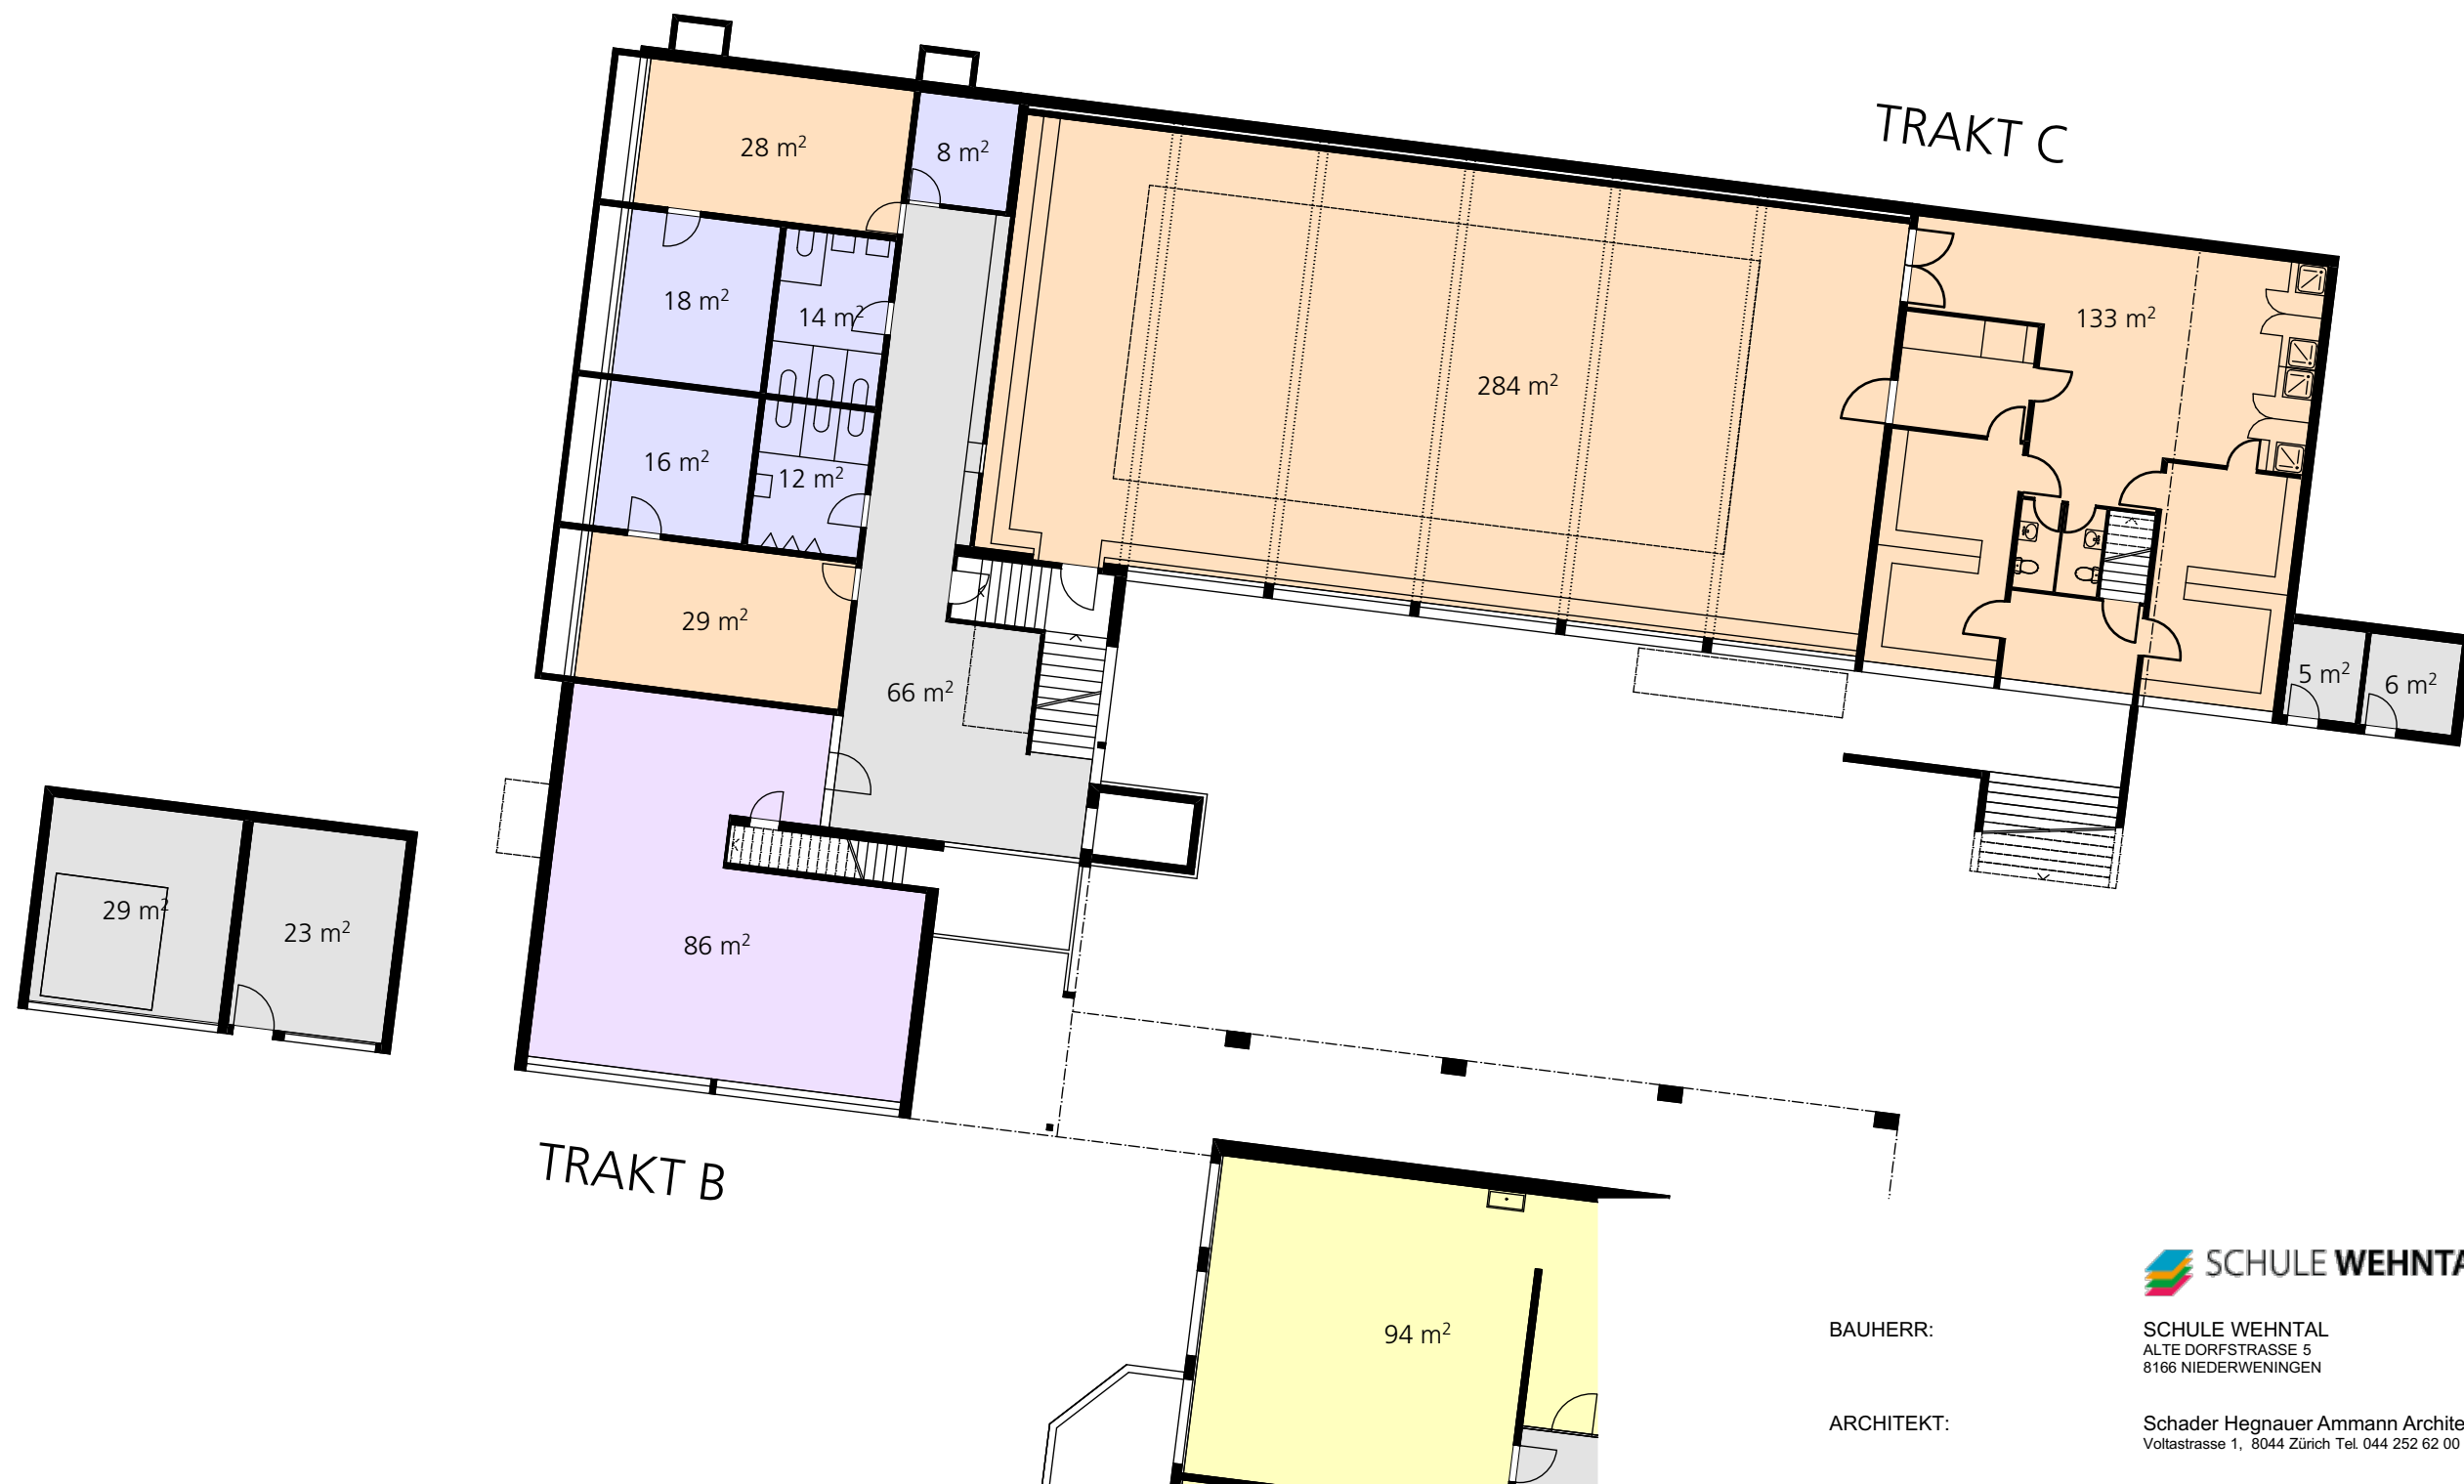 TRAKT C
28 m²
8 m²
18 m²
14 m²
133 m²
284 m²
16 m²
12 m²
29 m²
66 m²
5 m²
6 m²
29 m²
23 m²
86 m²
TRAKT B
94 m²
SCHULE WEHNTA
BAUHERR:
SCHULE WEHNTAL
ALTE DORFSTRASSE 5
8166 NIEDERWENINGEN
ARCHITEKT:
Schader Hegnauer Ammann Archite
Voltastrasse 1, 8044 Zürich Tel. 044 252 62 00